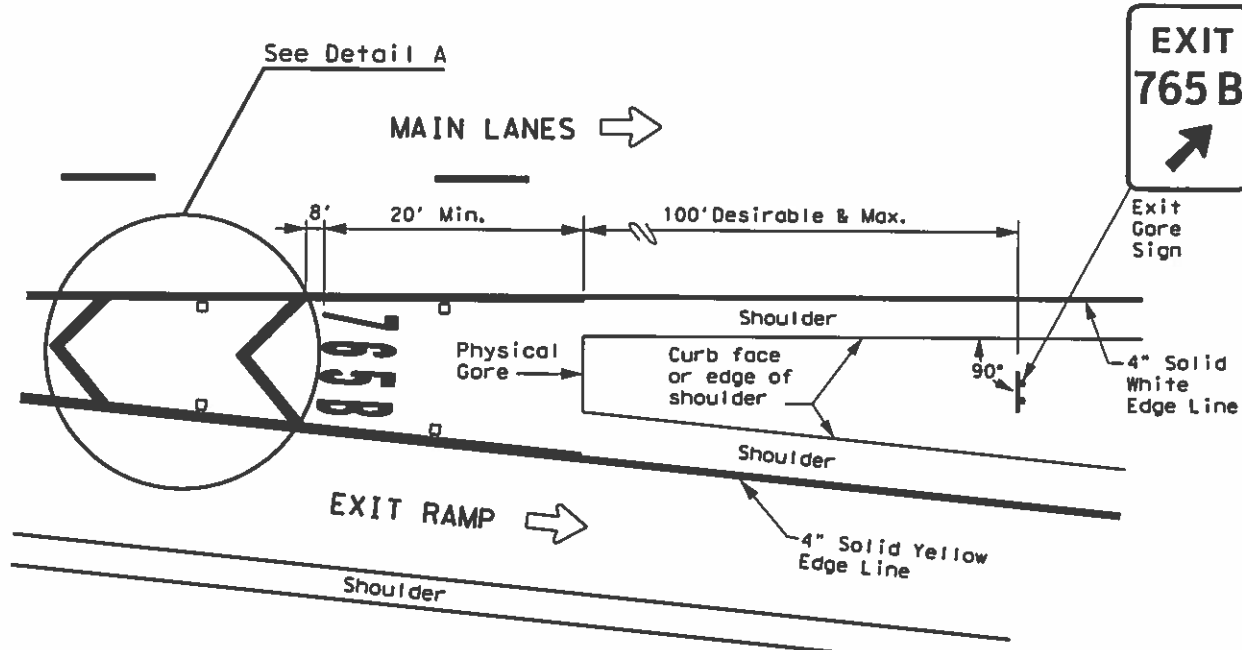 See Detail A
EXIT
765 B
MAIN LANES
8'
20' Min.
100' Desirable & Max.
Exit
Gore
Sign
Shoulder
765B
Physical
Gore
Curb face
or edge of
shoulder
90°
4" Solid
White
Edge Line
Shoulder
EXIT RAMP
4" Solid Yellow
Edge Line
Shoulder